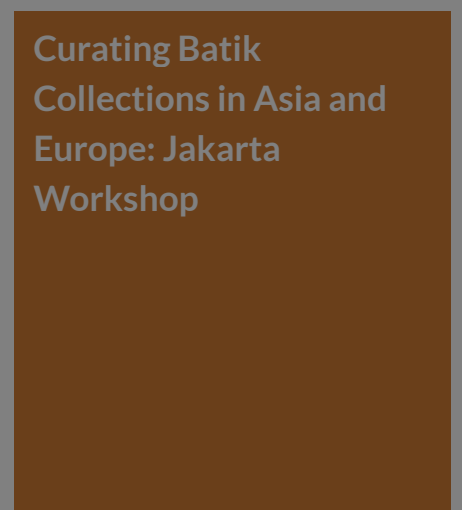 Curating Batik
Collections in Asia and
Europe: Jakarta
Workshop